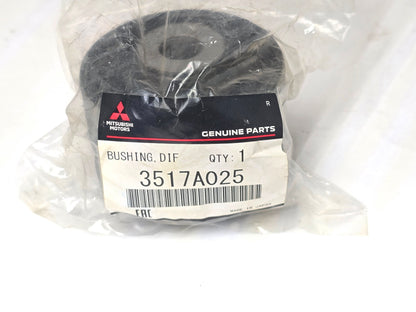 R
MITSUBISHI
MOTORS
GENUINE PARTS
BUSHING,DIF QTY:1
3517A025
EAC
MADE IN JAPAN